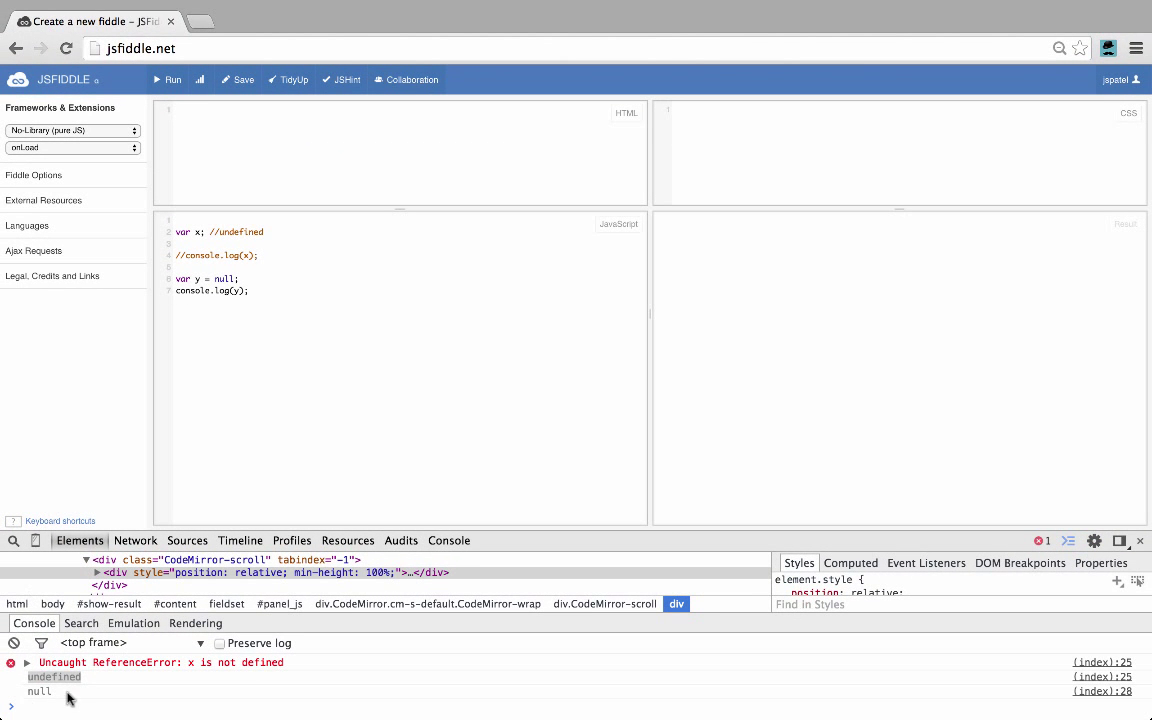 Create a new fiddle – JSFid
jsfiddle.net
JSFIDDLE α
Run
Save
TidyUp
JSHint
Collaboration
jspatel
Frameworks & Extensions
No-Library (pure JS)
onLoad
Fiddle Options
External Resources
Languages
Ajax Requests
Legal, Credits and Links
? Keyboard shortcuts
1
HTML
1
CSS
JavaScript
1
2 var x; //undefined
3
4 //console.log(x);
5
6 var y = null;
7 console.log(y);
Result
Elements Network Sources Timeline Profiles Resources Audits Console
1
<div class="CodeMirror-scroll" tabindex="-1">
<div style="position: relative; min-height: 100%;">…</div>
</div>
html body #show-result #content fieldset #panel_js div.CodeMirror.cm-s-default.CodeMirror-wrap div.CodeMirror-scroll div
Styles Computed Event Listeners DOM Breakpoints Properties
element.style {
position: relative;
Find in Styles
Console Search Emulation Rendering
<top frame> ▼ Preserve log
Uncaught ReferenceError: x is not defined (index):25
undefined (index):25
null (index):28
>